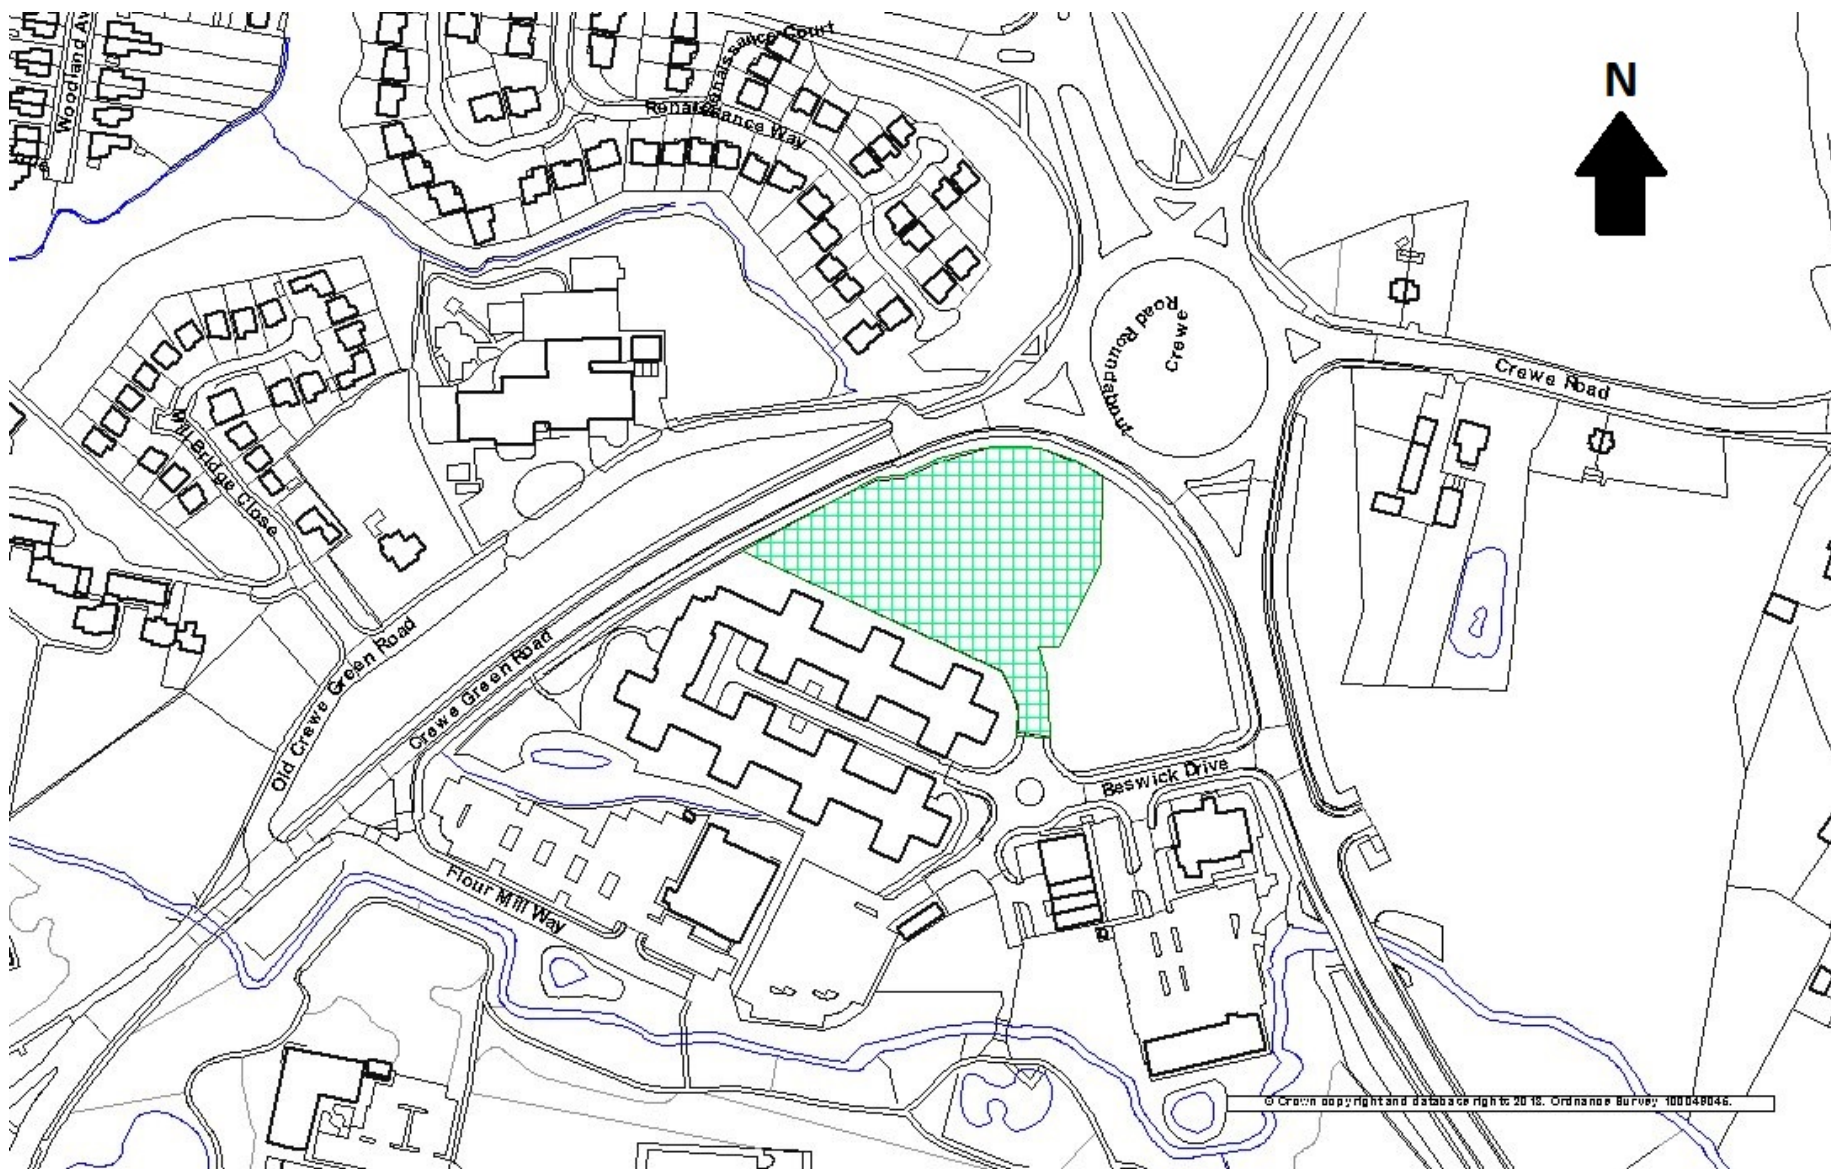 Woodland Av
Renaissance Court
Renaissance Way
N
Crewe
Road Roundabout
Crewe Road
Mill Bridge Close
Old Crewe Green Road
Crewe Green Road
Beswick Drive
Flour Mill Way
© Crown copyright and database rights 2018. Ordnance Survey 100049045.